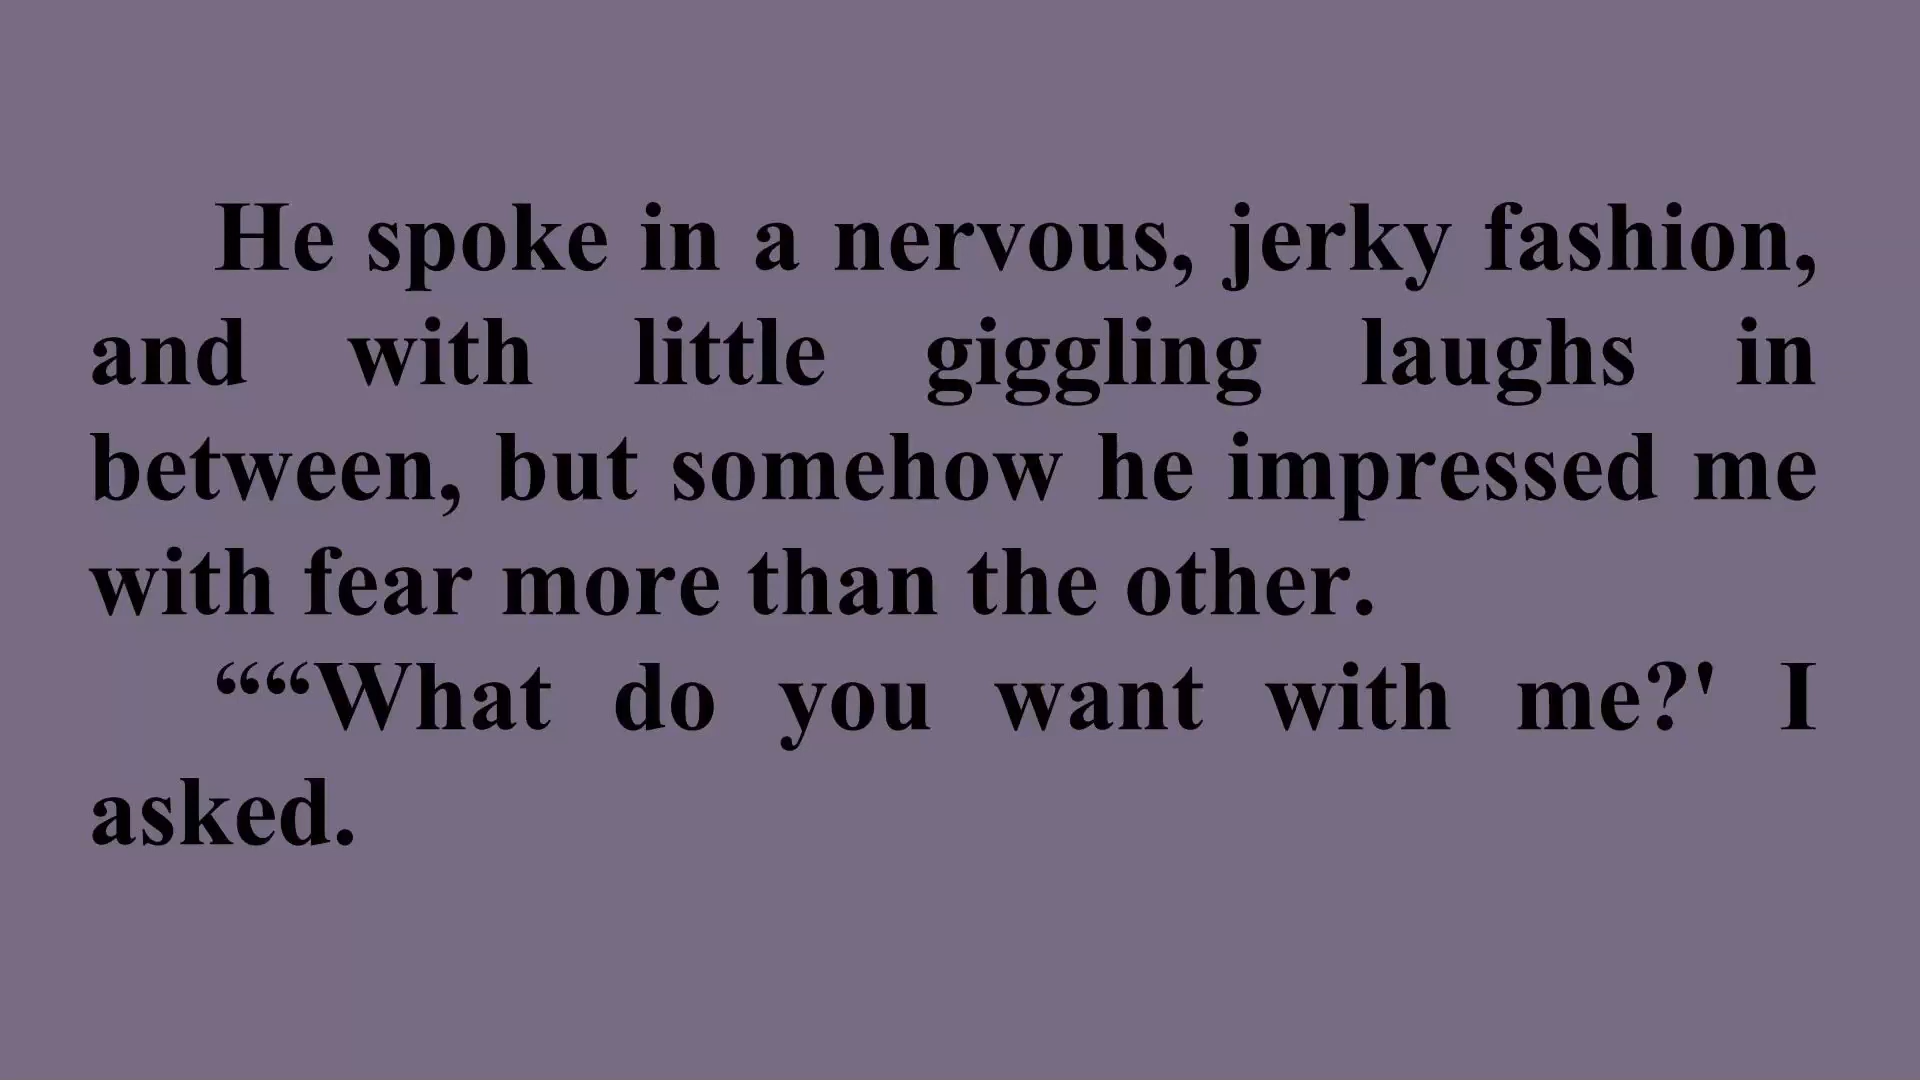 He spoke in a nervous, jerky fashion,
and with little giggling laughs in
between, but somehow he impressed me
with fear more than the other.
““What do you want with me?' I
asked.